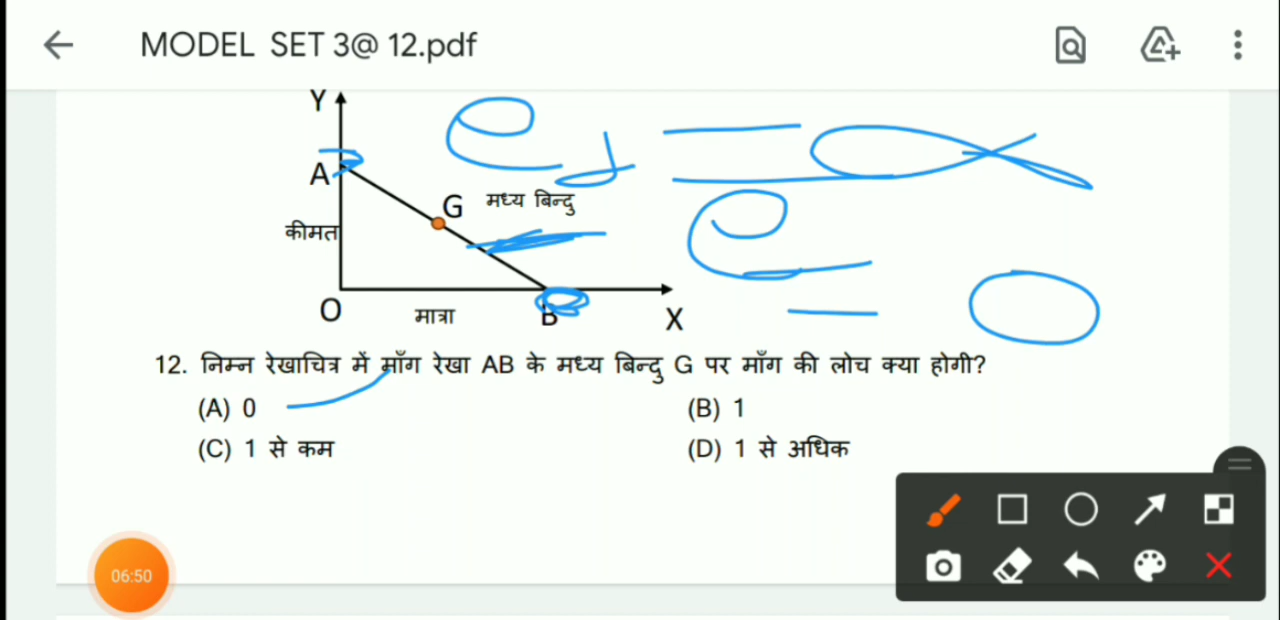 MODEL SET 3@ 12.pdf
Y
e = ∝
A
G मध्य बिन्दु
कीमत
e = 0
O मात्रा B X
12. निम्न रेखाचित्र में माँग रेखा AB के मध्य बिन्दु G पर माँग की लोच क्या होगी?
(A) 0 (B) 1
(C) 1 से कम (D) 1 से अधिक
06:50